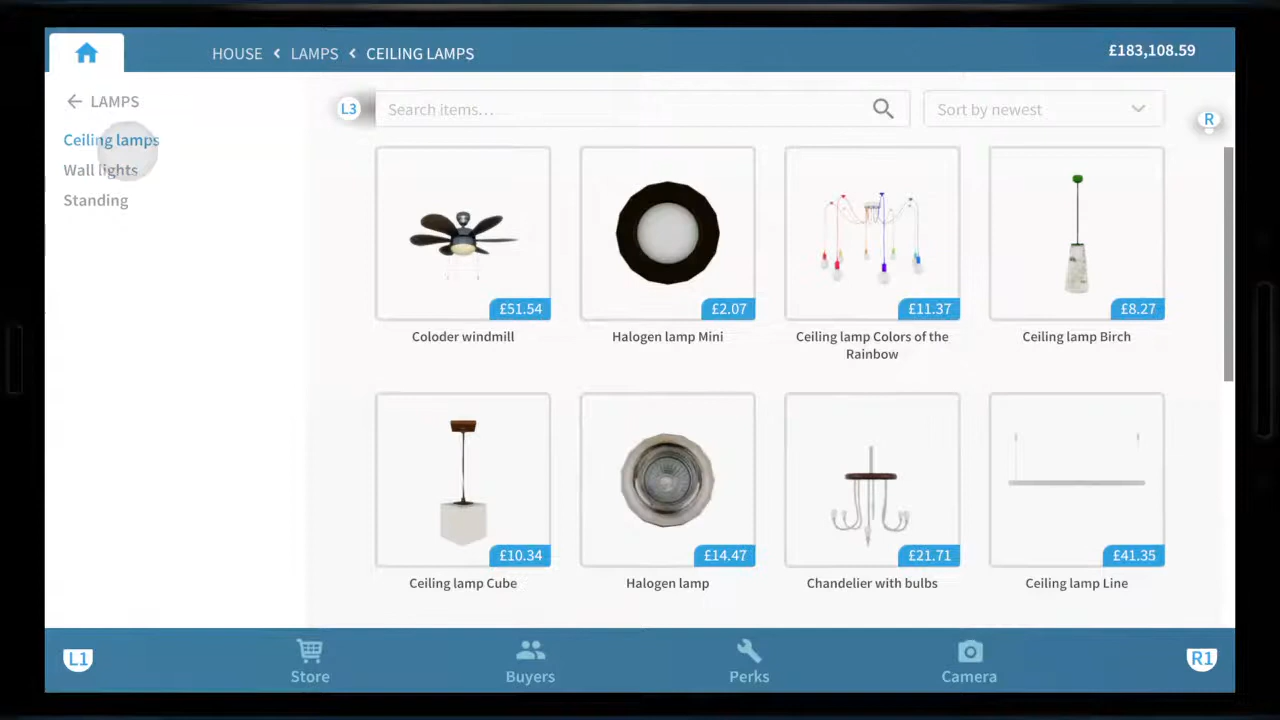 HOUSE LAMPS CEILING LAMPS £183,108.59
LAMPS
L3 Search items... Sort by newest R
Ceiling lamps
Wall lights
Standing
£51.54 £2.07 £11.37 £8.27
Coloder windmill Halogen lamp Mini Ceiling lamp Colors of the Ceiling lamp Birch
Rainbow
£10.34 £14.47 £21.71 £41.35
Ceiling lamp Cube Halogen lamp Chandelier with bulbs Ceiling lamp Line
L1 Store Buyers Perks Camera R1